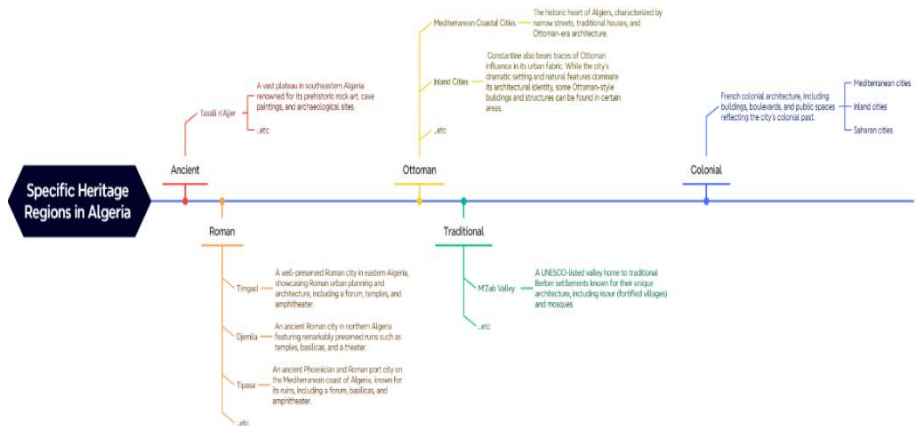 Specific Heritage
Regions in Algeria
Ancient
Tassili n'Ajjer
A vast plateau in southeastern Algeria
renowned for its prehistoric rock art, cave
paintings, and archaeological sites.
..etc
Roman
Timgad
A well-preserved Roman city in eastern Algeria,
showcasing Roman urban planning and
architecture, including a forum, temples, and
amphitheater.
Djemila
An ancient Roman city in northern Algeria
featuring remarkably preserved ruins such as
temples, basilicas, and a theater.
Tipasa
An ancient Phoenician and Roman port city on
the Mediterranean coast of Algeria, known for
its ruins, including a forum, basilicas, and
amphitheater.
..etc
Ottoman
Mediterranean Coastal Cities
The historic heart of Algiers, characterized by
narrow streets, traditional houses, and
Ottoman-era architecture.
Inland Cities
Constantine also bears traces of Ottoman
influence in its urban fabric. While the city's
dramatic setting and natural features dominate
its architectural identity, some Ottoman-style
buildings and structures can be found in certain
areas.
..etc
Traditional
M'Zab Valley
A UNESCO-listed valley home to traditional
Berber settlements known for their unique
architecture, including ksour (fortified villages)
and mosques.
..etc
Colonial
French colonial architecture, including
buildings, boulevards, and public spaces
reflecting the city's colonial past.
Mediterranean cities
Inland cities
Saharan cities